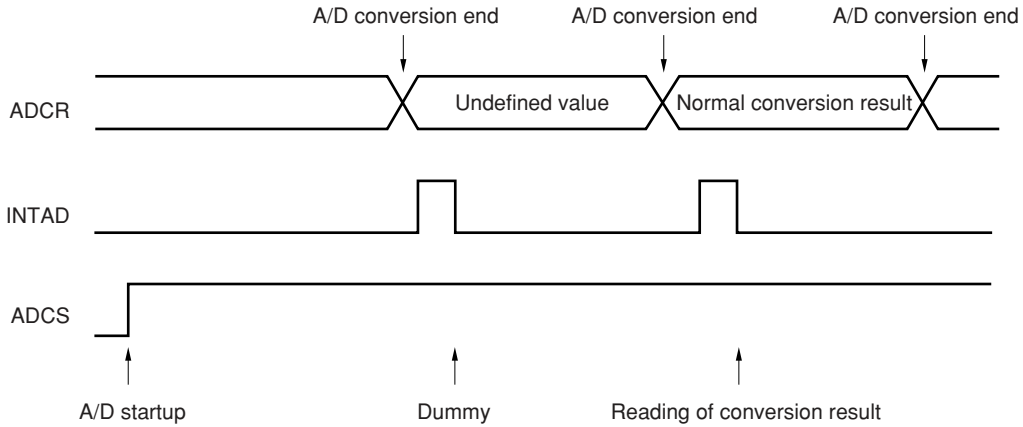 A/D conversion end A/D conversion end A/D conversion end
ADCR Undefined value Normal conversion result
INTAD
ADCS
A/D startup Dummy Reading of conversion result